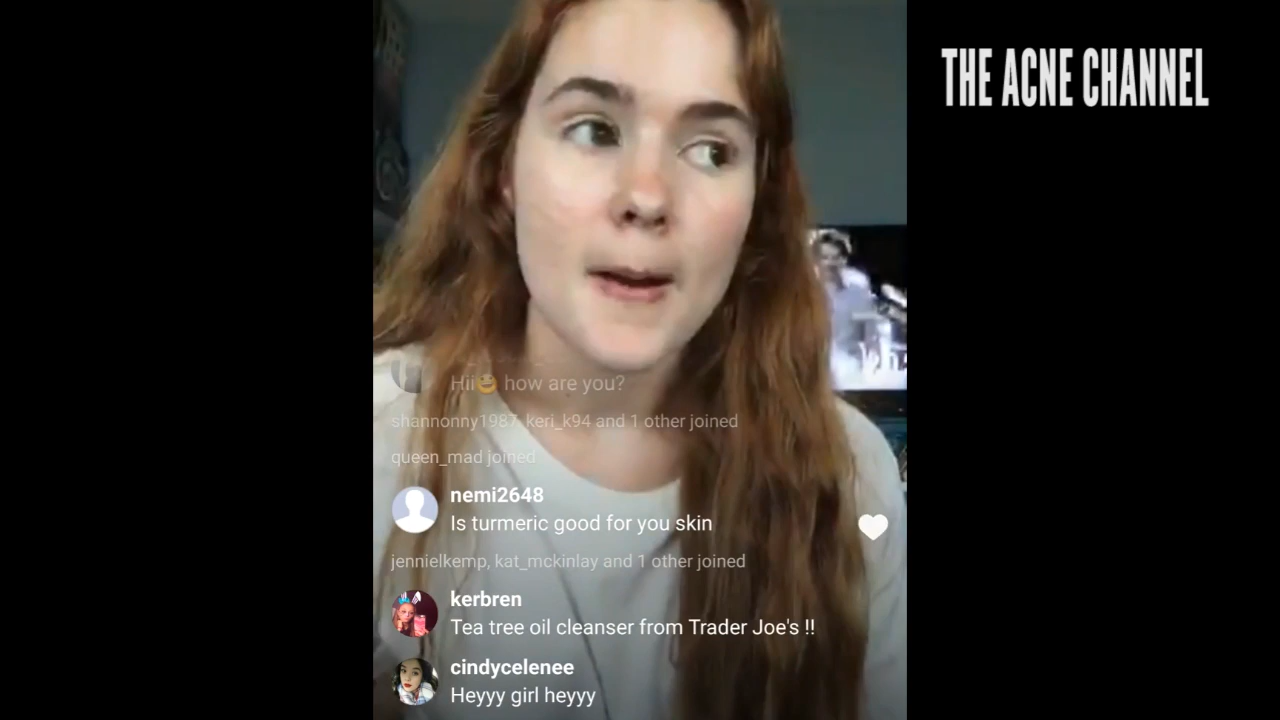 THE ACNE CHANNEL
Hii😆 how are you?
shannonny1987, keri_k94 and 1 other joined
queen_mad joined
nemi2648
Is turmeric good for you skin
jennielkemp, kat_mckinlay and 1 other joined
kerbren
Tea tree oil cleanser from Trader Joe's !!
cindycelenee
Heyyy girl heyyy